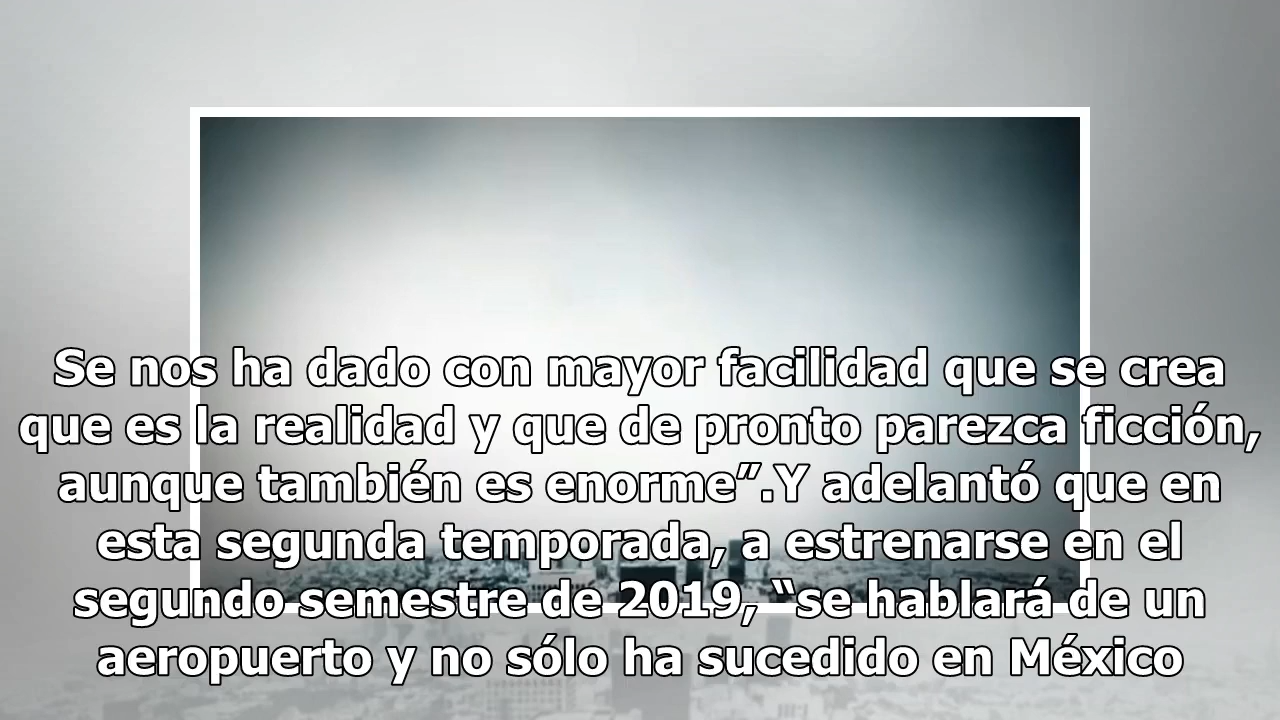 Se nos ha dado con mayor facilidad que se crea
que es la realidad y que de pronto parezca ficción,
aunque también es enorme”.Y adelantó que en
esta segunda temporada, a estrenarse en el
segundo semestre de 2019, “se hablará de un
aeropuerto y no sólo ha sucedido en México